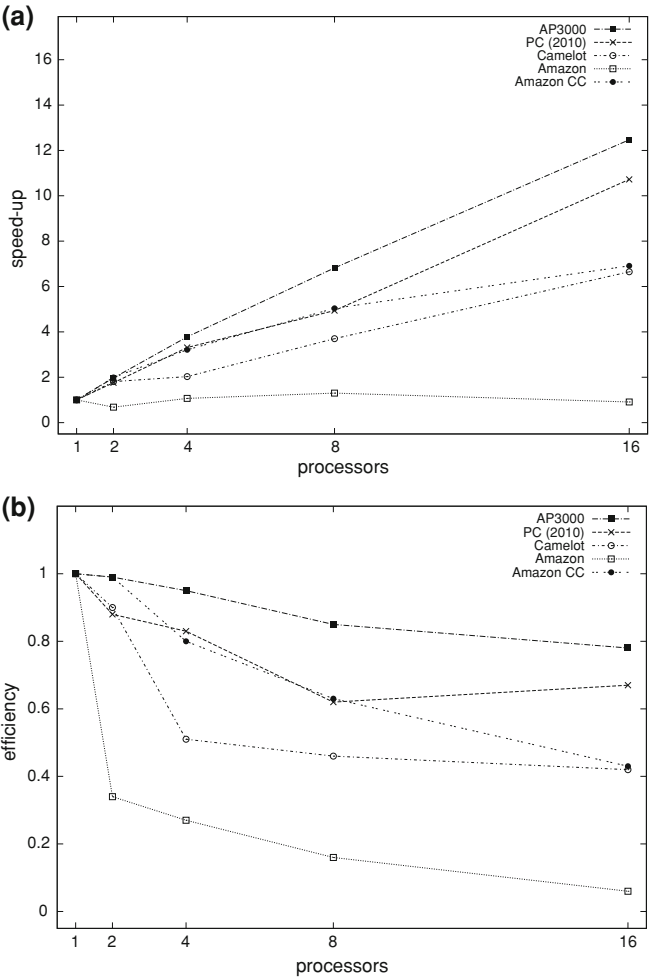 (a)
AP3000
PC (2010)
Camelot
Amazon
Amazon CC
16
14
12
10
8
6
4
2
0
speed-up
1 2 4 8 16
processors
(b)
AP3000
PC (2010)
Camelot
Amazon
Amazon CC
1
0.8
0.6
0.4
0.2
0
efficiency
1 2 4 8 16
processors